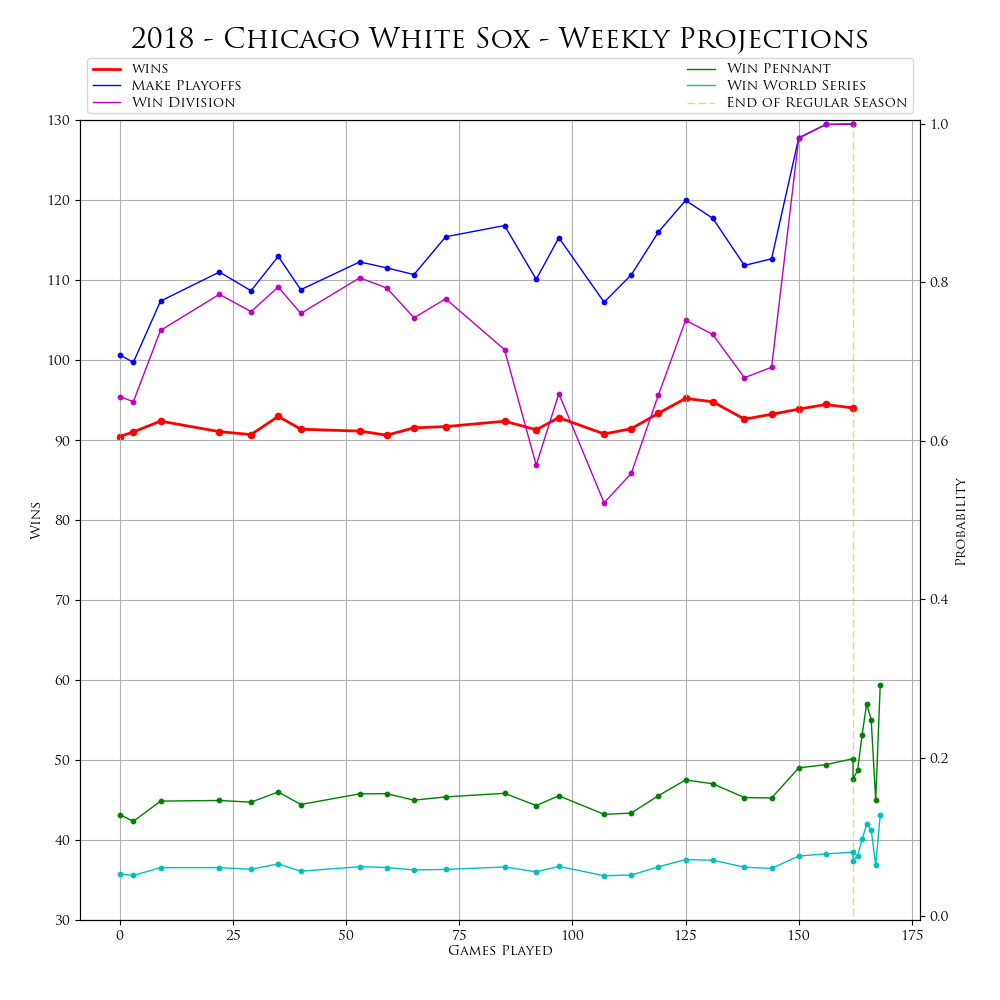 2018 - Chicago White Sox - Weekly Projections
wins
Make Playoffs
Win Division
Win Pennant
Win World Series
End of Regular Season
130
120
110
100
90
80
70
60
50
40
30
Wins
1.0
0.8
0.6
0.4
0.2
0.0
Probability
0 25 50 75 100 125 150 175
Games Played